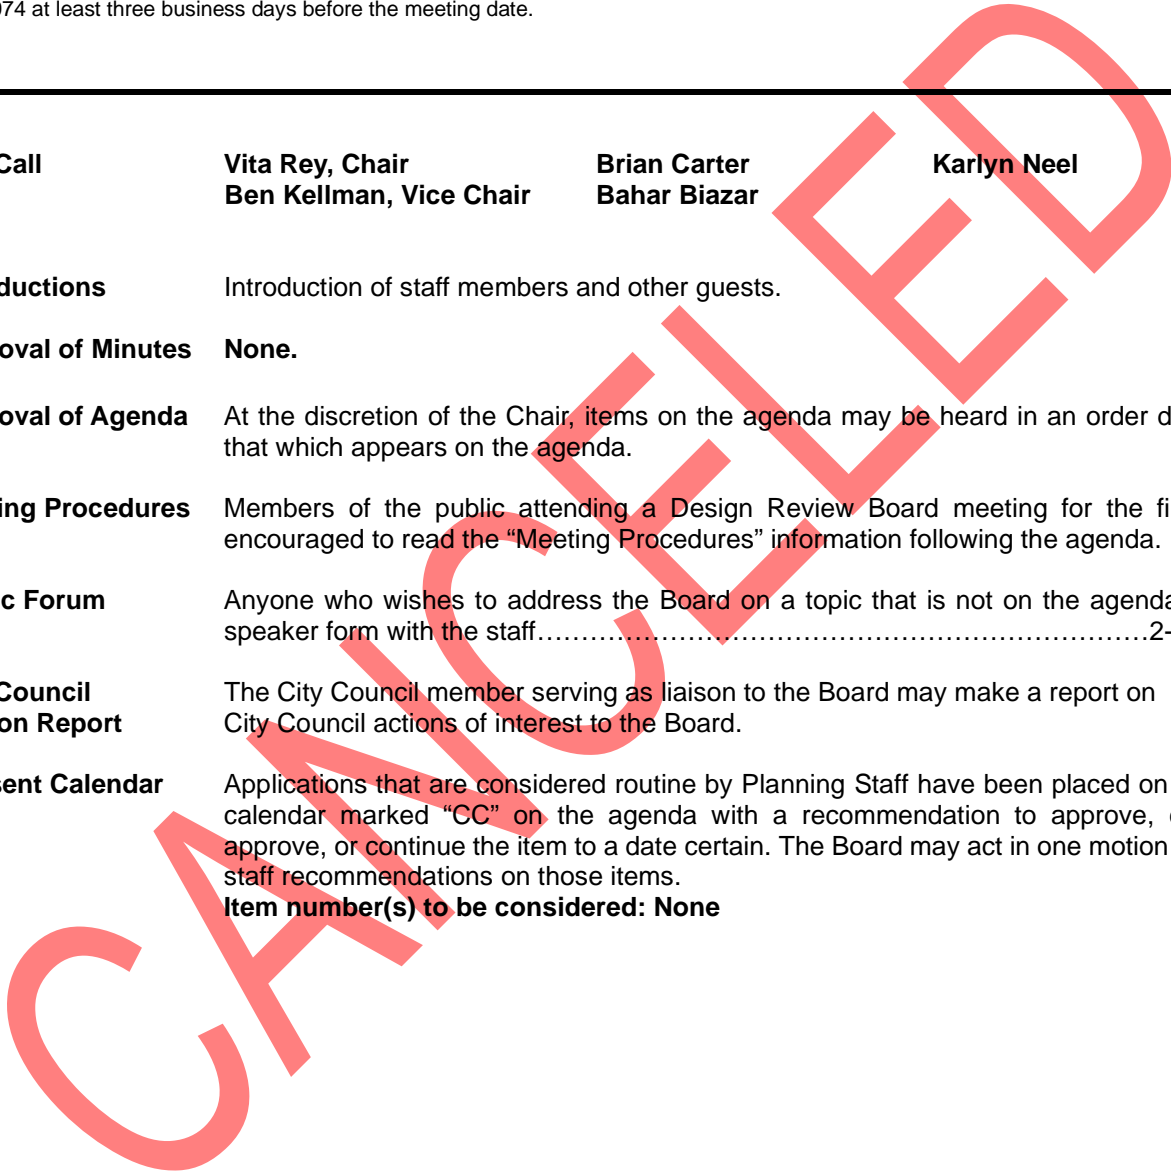 074 at least three business days before the meeting date.
Call Vita Rey, Chair Brian Carter Karlyn Neel
Ben Kellman, Vice Chair Bahar Biazar
ductions Introduction of staff members and other guests.
oval of Minutes None.
oval of Agenda At the discretion of the Chair, items on the agenda may be heard in an order d
that which appears on the agenda.
ing Procedures Members of the public attending a Design Review Board meeting for the fi
encouraged to read the “Meeting Procedures” information following the agenda.
c Forum Anyone who wishes to address the Board on a topic that is not on the agenda
speaker form with the staff……………………………………………………………2-
Council The City Council member serving as liaison to the Board may make a report on
on Report City Council actions of interest to the Board.
sent Calendar Applications that are considered routine by Planning Staff have been placed on
calendar marked “CC” on the agenda with a recommendation to approve,
approve, or continue the item to a date certain. The Board may act in one motion
staff recommendations on those items.
Item number(s) to be considered: None
CANCELED